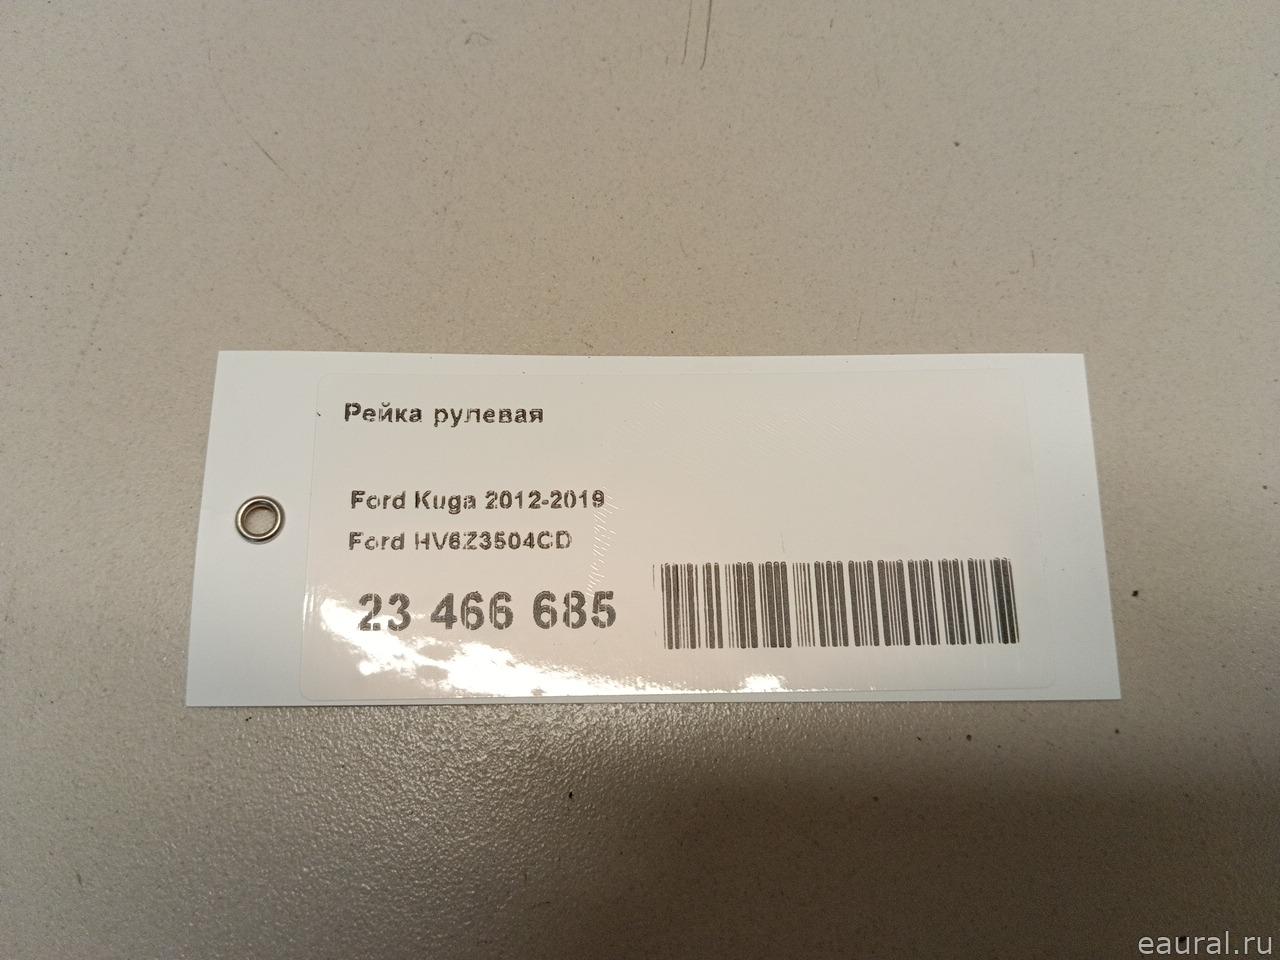 Рейка рулевая
Ford Kuga 2012-2019
Ford HV6Z3504CD
23 466 685
eaural.ru